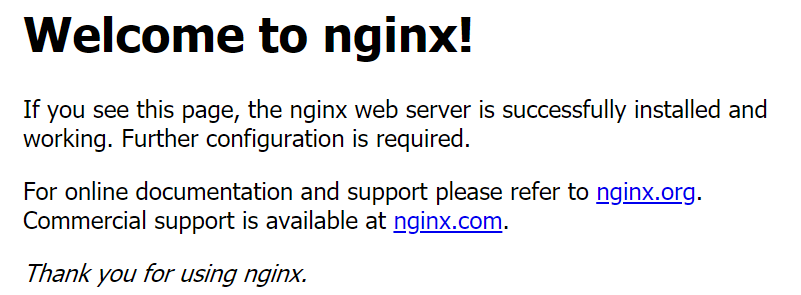 Welcome to nginx!
If you see this page, the nginx web server is successfully installed and
working. Further configuration is required.
For online documentation and support please refer to nginx.org.
Commercial support is available at nginx.com.
Thank you for using nginx.